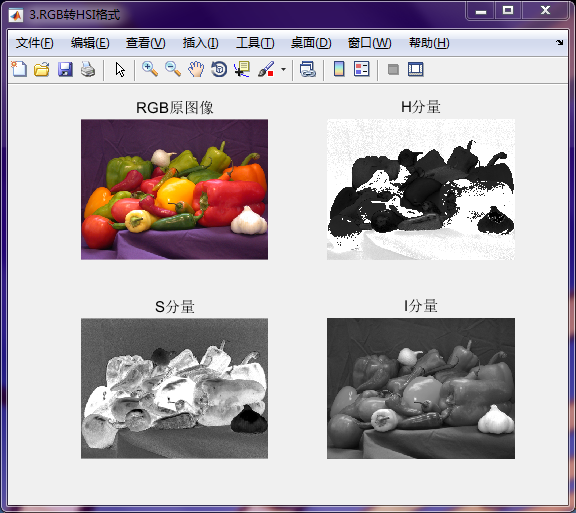 3.RGB转HSI格式
文件(F) 编辑(E) 查看(V) 插入(I) 工具(T) 桌面(D) 窗口(W) 帮助(H)
RGB原图像 H分量
S分量 I分量